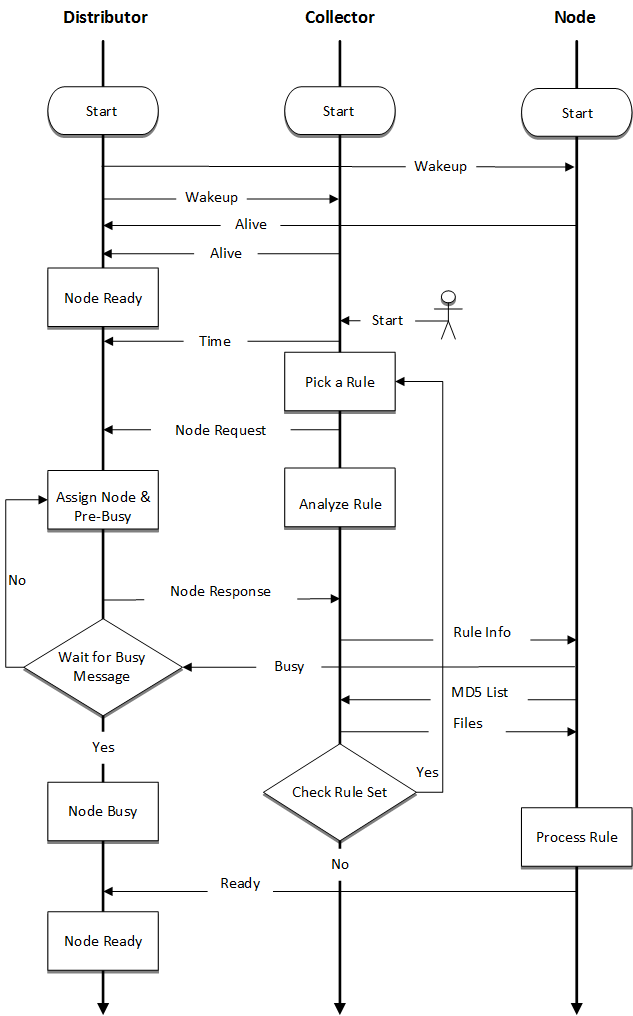 Distributor
Collector
Node
Start
Start
Start
Wakeup
Wakeup
Alive
Alive
Node Ready
Start
Time
Pick a Rule
Node Request
Assign Node &
Pre-Busy
Analyze Rule
No
Node Response
Rule Info
Wait for Busy
Message
Busy
MD5 List
Files
Yes
Yes
Check Rule Set
Node Busy
Process Rule
No
Ready
Node Ready